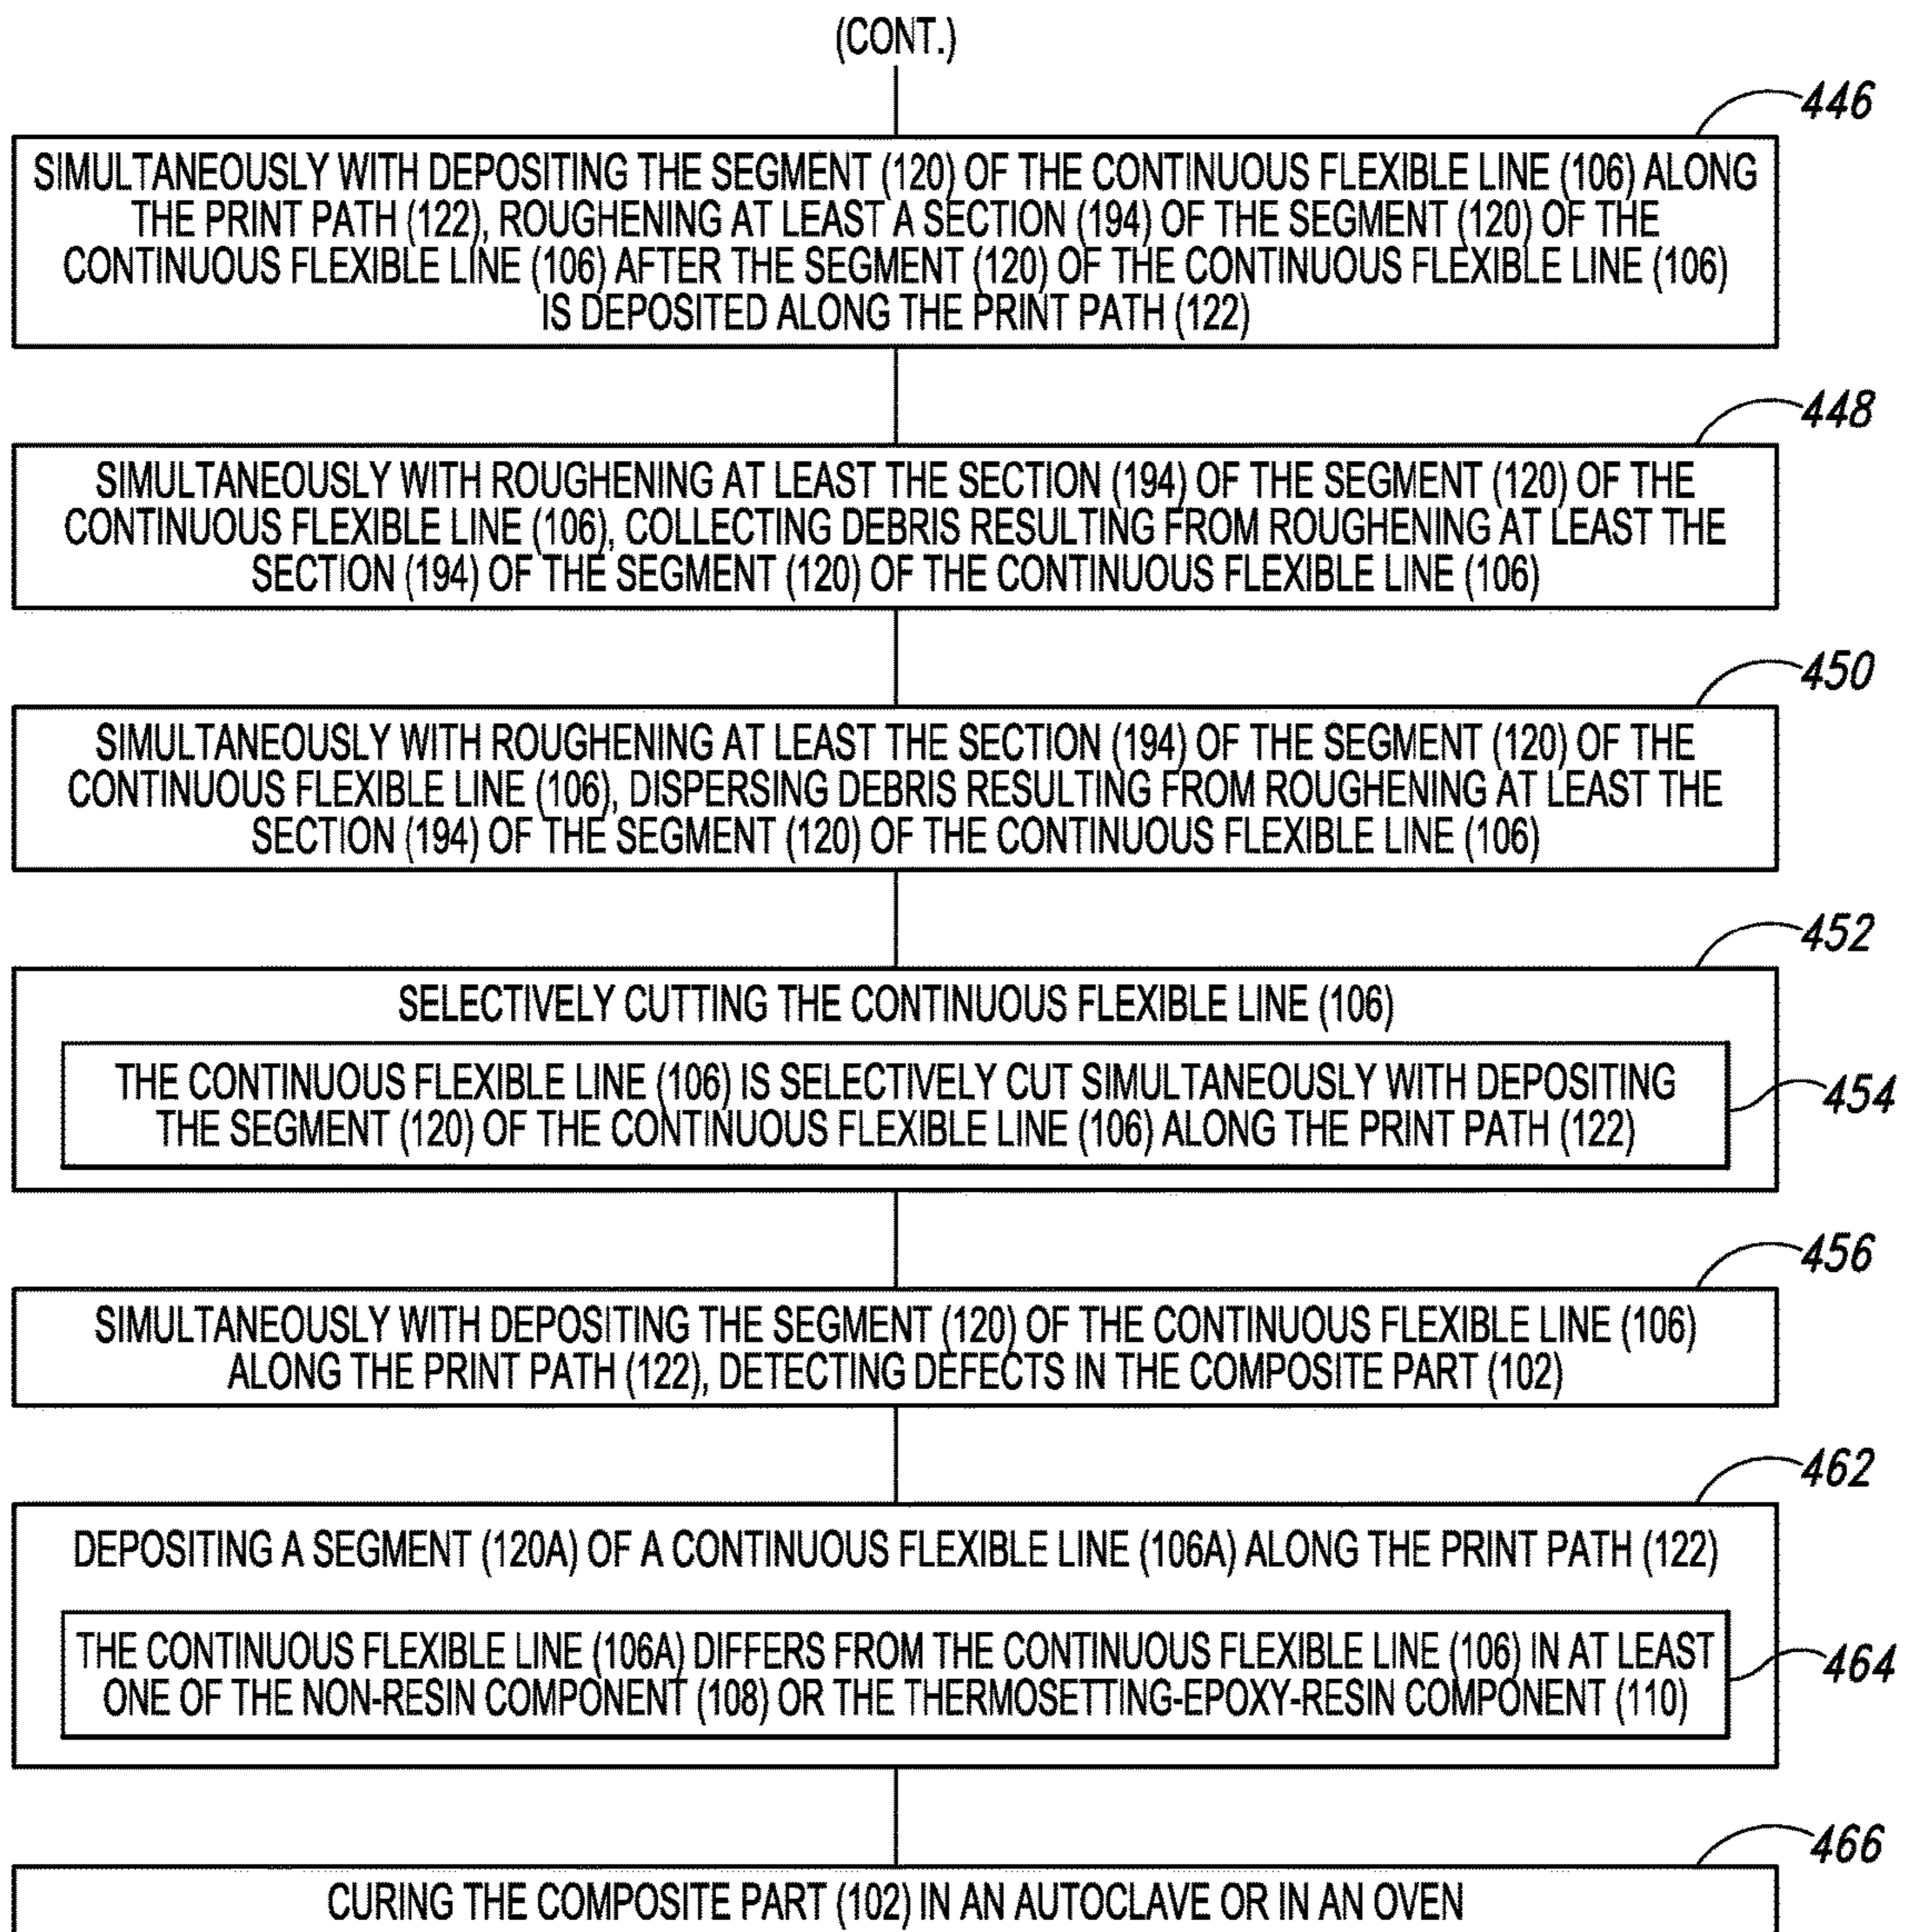 (CONT.)
446
SIMULTANEOUSLY WITH DEPOSITING THE SEGMENT (120) OF THE CONTINUOUS FLEXIBLE LINE (106) ALONG
THE PRINT PATH (122), ROUGHENING AT LEAST A SECTION (194) OF THE SEGMENT (120) OF THE
CONTINUOUS FLEXIBLE LINE (106) AFTER THE SEGMENT (120) OF THE CONTINUOUS FLEXIBLE LINE (106)
IS DEPOSITED ALONG THE PRINT PATH (122)
448
SIMULTANEOUSLY WITH ROUGHENING AT LEAST THE SECTION (194) OF THE SEGMENT (120) OF THE
CONTINUOUS FLEXIBLE LINE (106), COLLECTING DEBRIS RESULTING FROM ROUGHENING AT LEAST THE
SECTION (194) OF THE SEGMENT (120) OF THE CONTINUOUS FLEXIBLE LINE (106)
450
SIMULTANEOUSLY WITH ROUGHENING AT LEAST THE SECTION (194) OF THE SEGMENT (120) OF THE
CONTINUOUS FLEXIBLE LINE (106), DISPERSING DEBRIS RESULTING FROM ROUGHENING AT LEAST THE
SECTION (194) OF THE SEGMENT (120) OF THE CONTINUOUS FLEXIBLE LINE (106)
452
SELECTIVELY CUTTING THE CONTINUOUS FLEXIBLE LINE (106)
THE CONTINUOUS FLEXIBLE LINE (106) IS SELECTIVELY CUT SIMULTANEOUSLY WITH DEPOSITING
THE SEGMENT (120) OF THE CONTINUOUS FLEXIBLE LINE (106) ALONG THE PRINT PATH (122)
454
456
SIMULTANEOUSLY WITH DEPOSITING THE SEGMENT (120) OF THE CONTINUOUS FLEXIBLE LINE (106)
ALONG THE PRINT PATH (122), DETECTING DEFECTS IN THE COMPOSITE PART (102)
462
DEPOSITING A SEGMENT (120A) OF A CONTINUOUS FLEXIBLE LINE (106A) ALONG THE PRINT PATH (122)
THE CONTINUOUS FLEXIBLE LINE (106A) DIFFERS FROM THE CONTINUOUS FLEXIBLE LINE (106) IN AT LEAST
ONE OF THE NON-RESIN COMPONENT (108) OR THE THERMOSETTING-EPOXY-RESIN COMPONENT (110)
464
466
CURING THE COMPOSITE PART (102) IN AN AUTOCLAVE OR IN AN OVEN